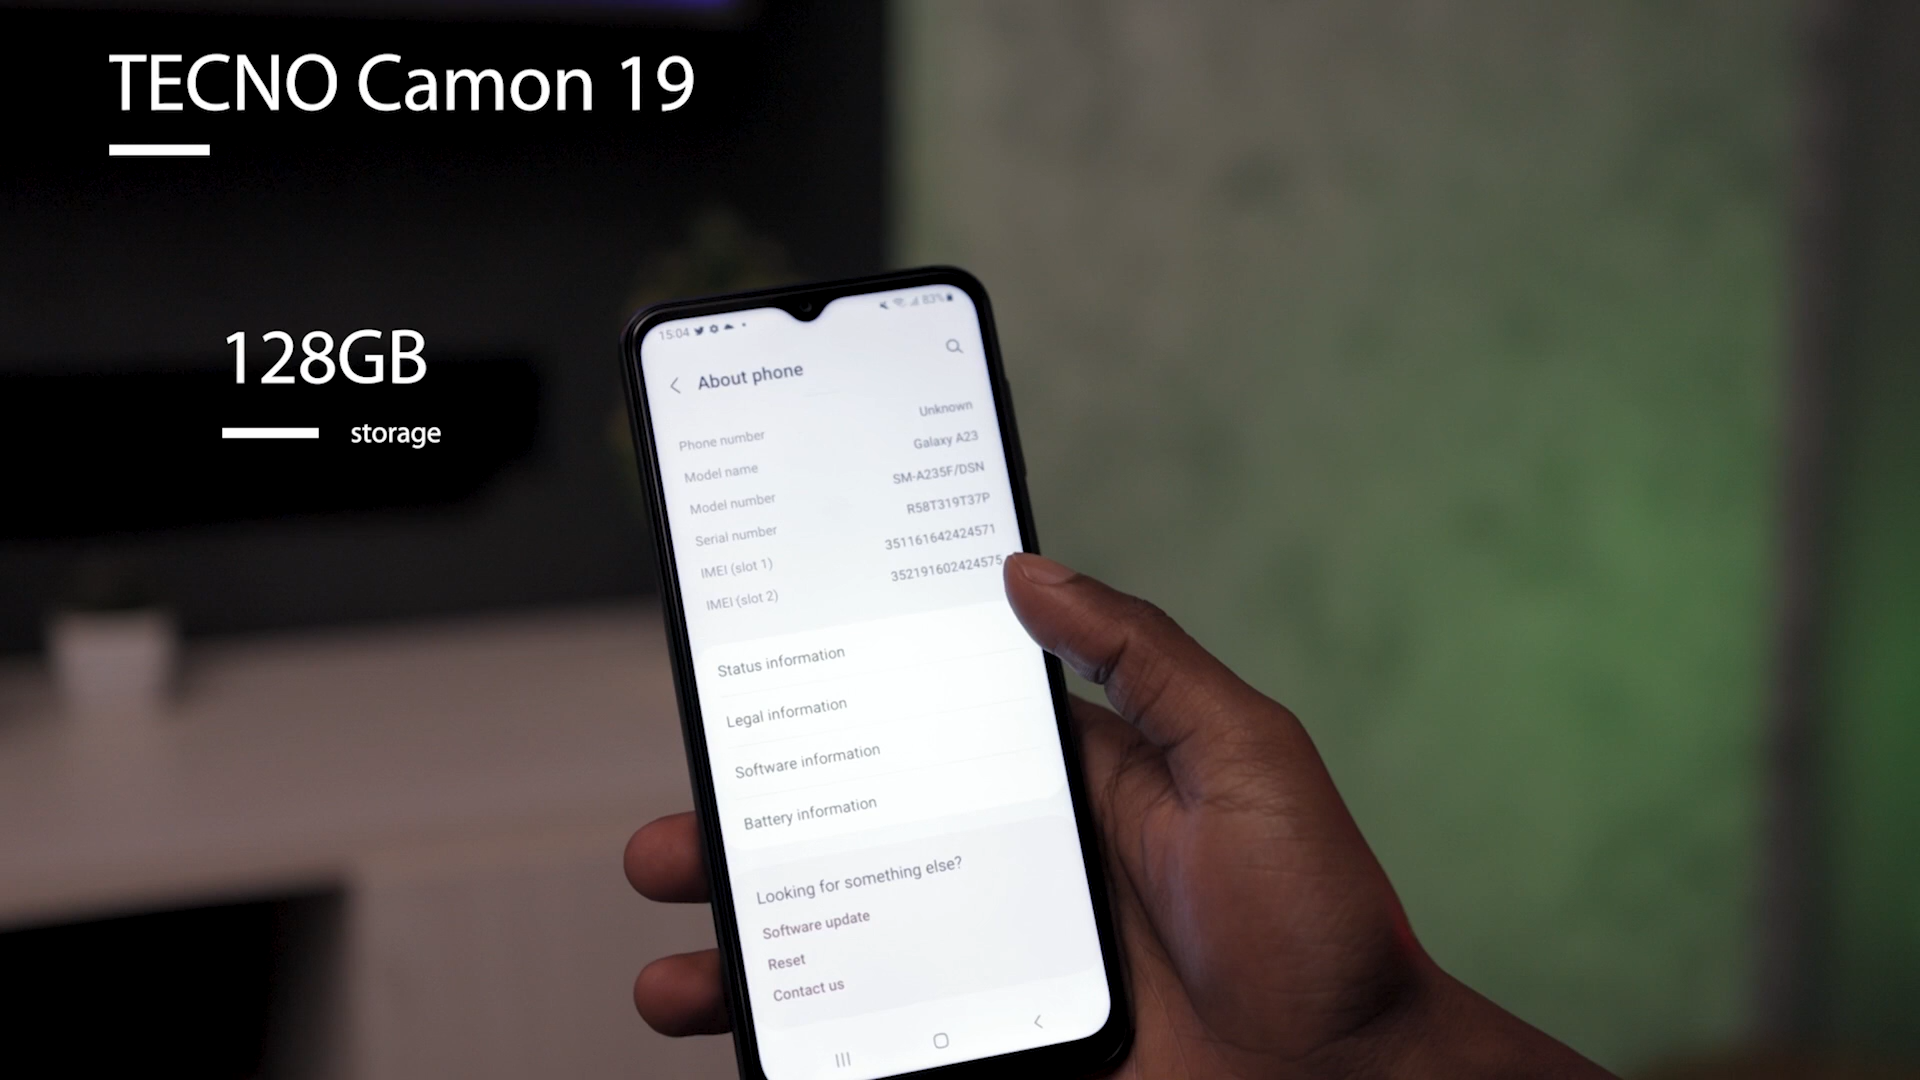 TECNO Camon 19
128GB
storage
15:04
83%
About phone
Phone number Unknown
Model name Galaxy A23
Model number SM-A235F/DSN
Serial number R58T319T37P
IMEI (slot 1) 351161642424571
IMEI (slot 2) 352191602424575
Status information
Legal information
Software information
Battery information
Looking for something else?
Software update
Reset
Contact us